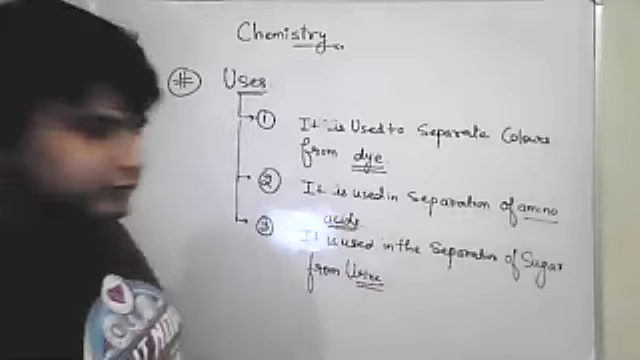 Chemistry
# Uses
1 It is Used to Separate Colours
from dye
2 It is used in Separation of amino
acids
3 It is used in the Separation of Sugar
from Urine